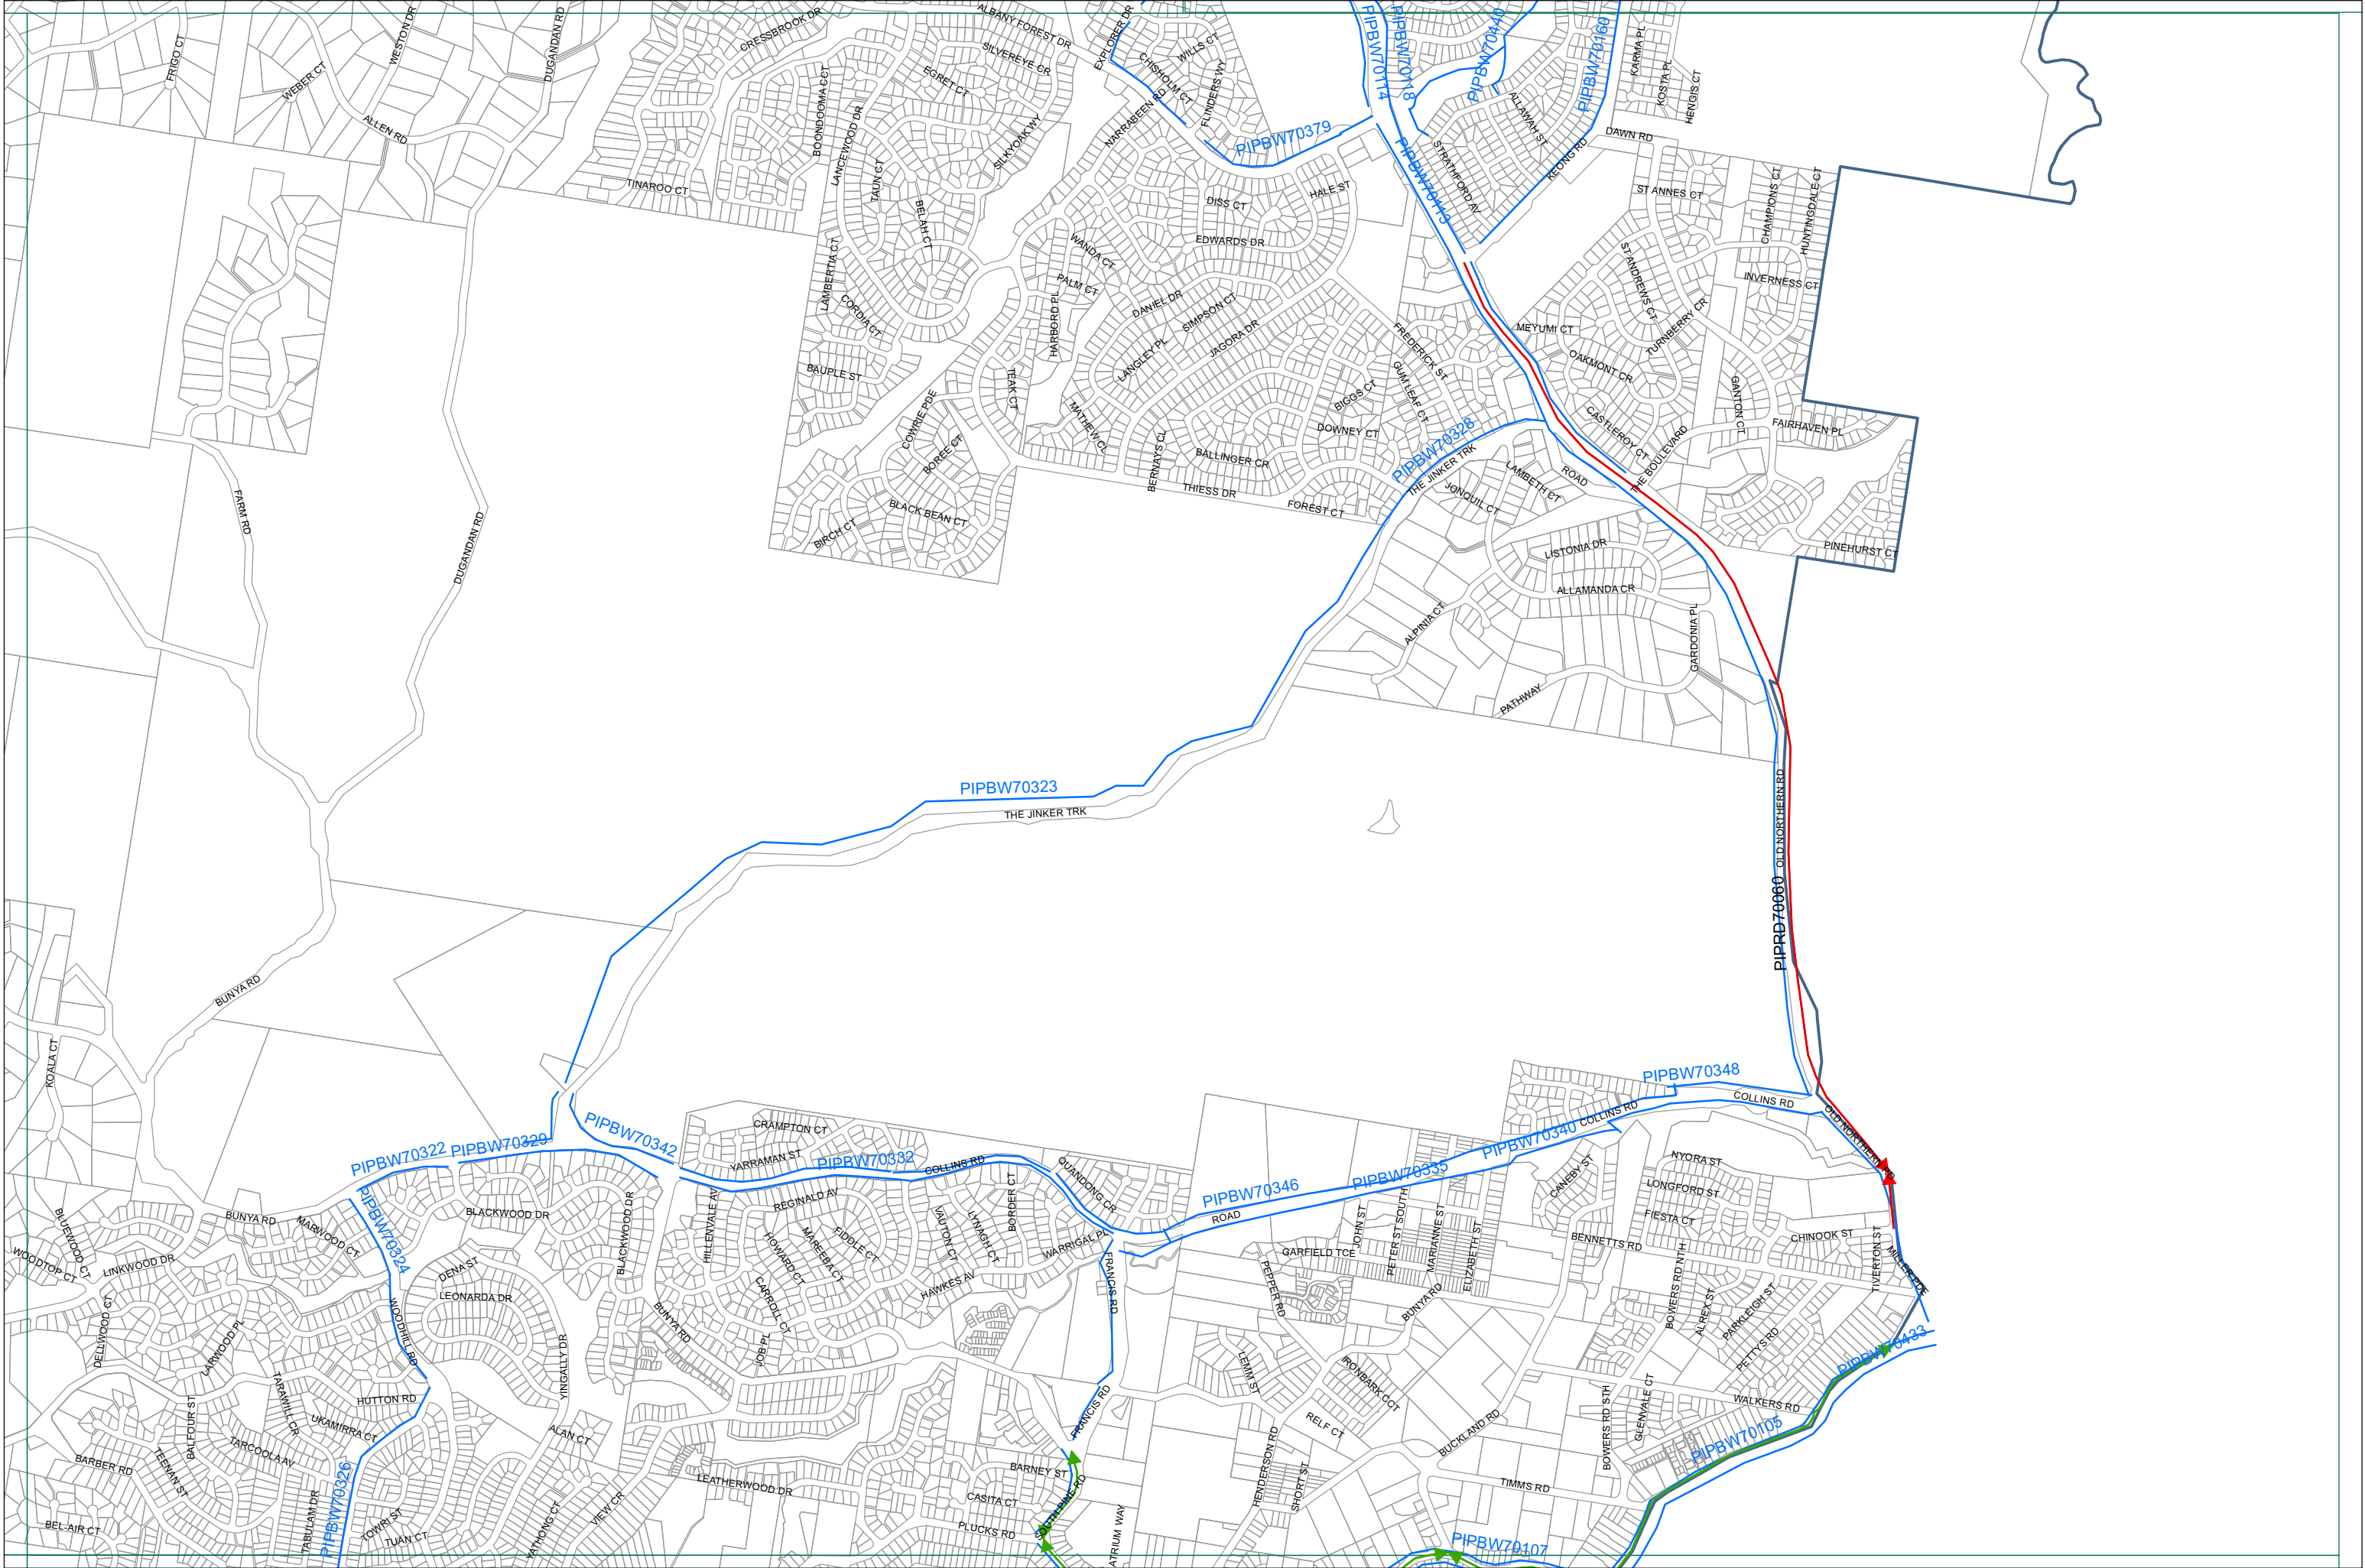 FRIGO CT
WEBER CT
WESTON DR
DUGANDAN RD
ALLEN RD
CRESSBROOK DR
ALBANY FOREST DR
SILVEREYE CR
EGRET CT
BOONDOOMA CCT
LANCEWOOD DR
TAUN CT
SILKYOAK WY
TINAROO CT
BELAH CT
EXPLORER DR
CHISHOLM CT
WILLS CT
FLINDERS WY
NARRABEEN RD
PIPBW70379
PIPBW70114
PIPBW70118
PIPBW70440
PIPBW70160
PIPBW70113
KARMA PL
KOSTA PL
HENGIS CT
ALLAWAH ST
STRATHFORD AV
KEONG RD
DAWN RD
ST ANNES CT
CHAMPIONS CT
HUNTINGDALE CT
HALE ST
DISS CT
EDWARDS DR
WANDA CT
PALM CT
LAMBERTIA CT
CORDIA CT
HARBORD PL
DANIEL DR
SIMPSON CT
JAGORA DR
LANGLEY PL
ST ANDREWS CT
INVERNESS CT
TURNBERRY CR
MEYUMI CT
OAKMONT CR
FREDERICK ST
GUM LEAF CT
BIGGS CT
BAUPLE ST
TEAK CT
COWRIE PDE
MATHEW CL
BOREE CT
BERNAYS CL
BALLINGER CR
DOWNEY CT
GANTON CT
CASTLEROY CT
FAIRHAVEN PL
THE BOULEVARD
PIPBW70328
THE JINKER TRK
LAMBETH CT
ROAD
JONQUIL CT
THIESS DR
FOREST CT
BLACK BEAN CT
BIRCH CT
FARM RD
DUGANDAN RD
LISTONIA DR
PINEHURST CT
ALLAMANDA CR
ALPINIA CT
GARDONIA PL
PATHWAY
PIPBW70323
THE JINKER TRK
OLD NORTHERN RD
PIPRD70060
BUNYA RD
KOALA CT
PIPBW70348
COLLINS RD
COLLINS RD
OLD NORTHERN RD
PIPBW70342
CRAMPTON CT
PIPBW70322
PIPBW70329
YARRAMAN ST
PIPBW70332
COLLINS RD
QUANDONG CR
PIPBW70340
PIPBW70335
PIPBW70346
ROAD
NYORA ST
CANEBY ST
LONGFORD ST
FIESTA CT
PIPBW70324
BLUEWOOD CT
BUNYA RD
MARWOOD CT
BLACKWOOD DR
BLACKWOOD DR
HILLENVALE AV
REGINALD AV
HOWARD CT
MAREEBA CT
FIDDLE CT
VAUTON CT
LYNAGH CT
BORDER CT
WARRIGAL PL
JOHN ST
PETER ST SOUTH
MARIANNE ST
ELIZABETH ST
GARFIELD TCE
BENNETTS RD
CHINOOK ST
TIVERTON ST
MILLER PDE
WOODTOP CT
LINKWOOD DR
DENA ST
LEONARDA DR
WOODHILL RD
HAWKES AV
FRANCIS RD
PEPPER RD
BUNYA RD
BOWERS RD NTH
ALREX ST
PARKLEIGH ST
PETTYS RD
PIPBW70433
DELLWOOD CT
LARWOOD PL
BUNYA RD
CARROLL CT
JOB PL
YINGALLY DR
LEMM ST
IRONBARK CCT
TARAWILL CR
HUTTON RD
BALFOUR ST
UKAMIRRA CT
TARCOOLA AV
ALAN CT
FRANCIS RD
RELF CT
BUCKLAND RD
BOWERS RD STH
GLENVALE CT
WALKERS RD
PIPBW70105
BARBER RD
TEENAN ST
PIPBW70326
LEATHERWOOD DR
BARNEY ST
CASITA CT
SOUTH PINE RD
HENDERSON RD
SHORT ST
TIMMS RD
BEL-AIR CT
TABULAM DR
TOWRI ST
TUAN CT
YATHONG CT
VIEW CR
PLUCKS RD
ATRIUM WAY
PIPBW70107